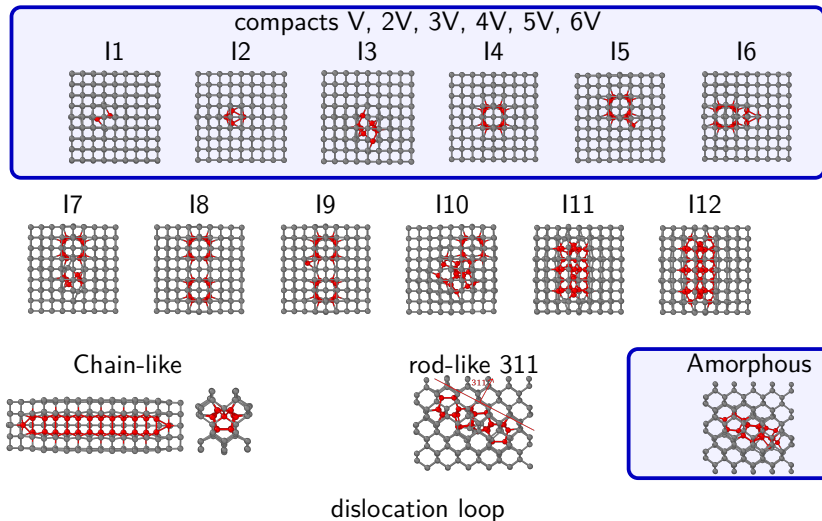 compacts V, 2V, 3V, 4V, 5V, 6V
I1 I2 I3 I4 I5 I6
I7 I8 I9 I10 I11 I12
Chain-like rod-like 311 Amorphous
311
dislocation loop